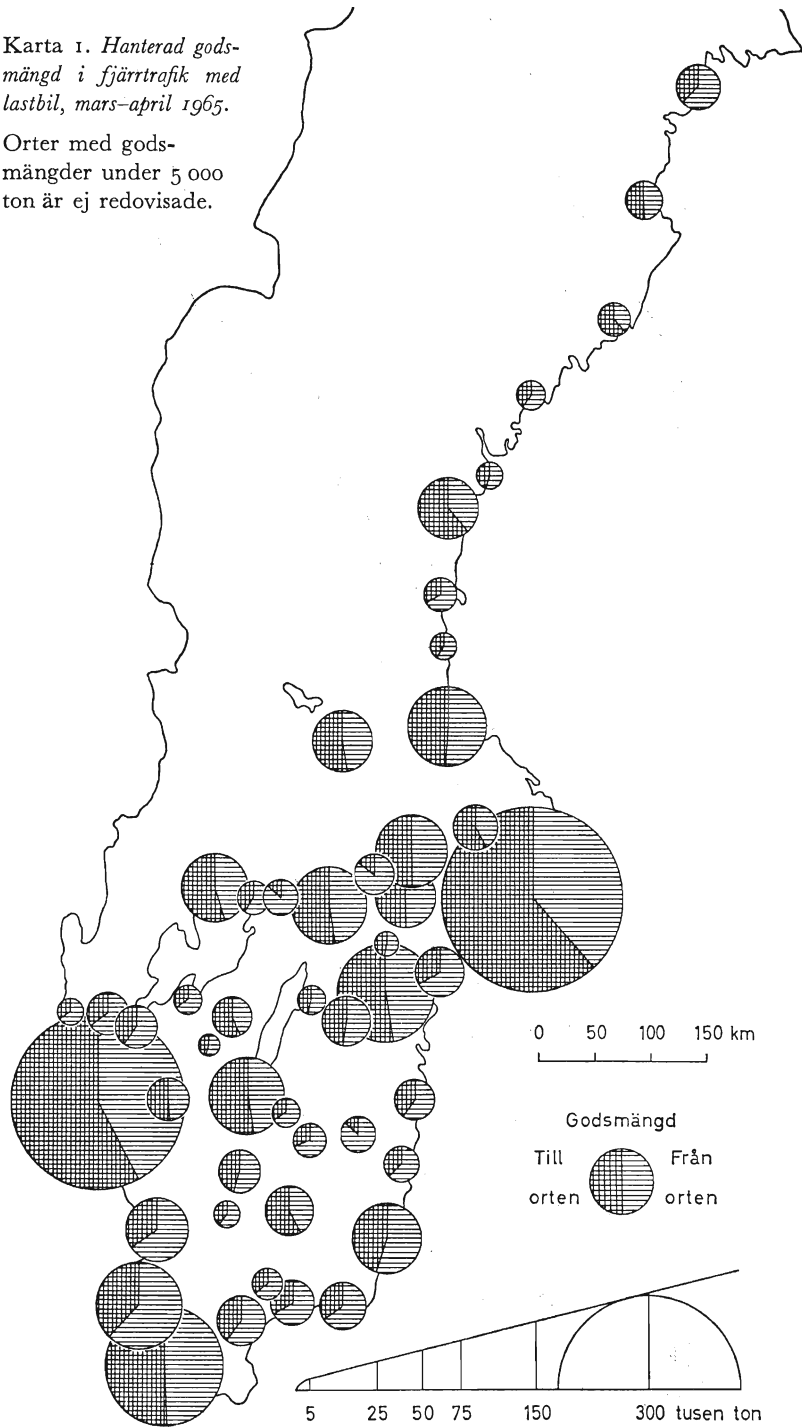 Karta 1. Hanterad gods-
mängd i fjärrtrafik med
lastbil, mars–april 1965.
Orter med gods-
mängder under 5 000
ton är ej redovisade.
0 50 100 150 km
Godsmängd
Till Från
orten orten
5 25 50 75 150 300 tusen ton